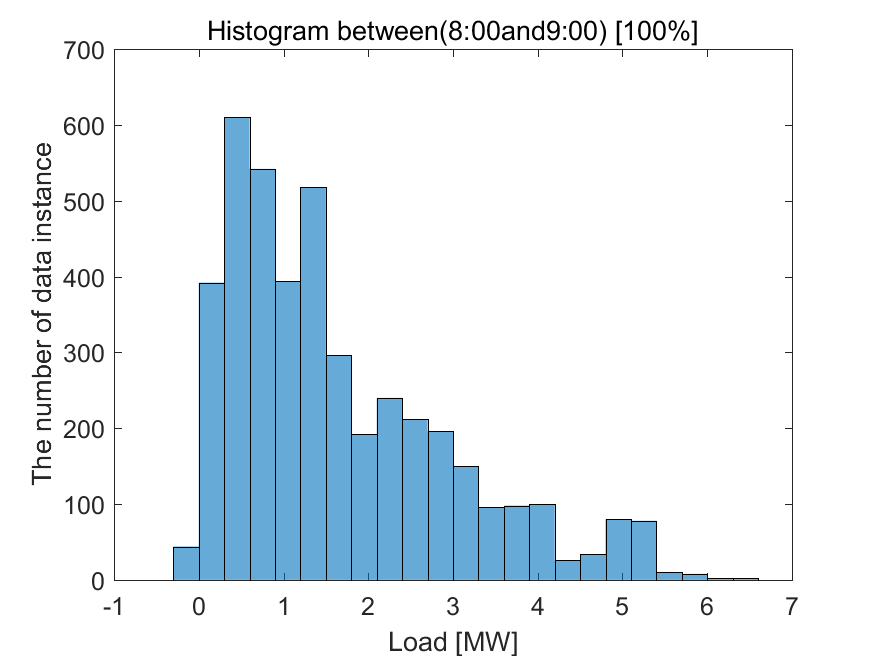 Histogram between(8:00and9:00) [100%]
700
600
500
400
300
200
100
0
The number of data instance
-1 0 1 2 3 4 5 6 7
Load [MW]